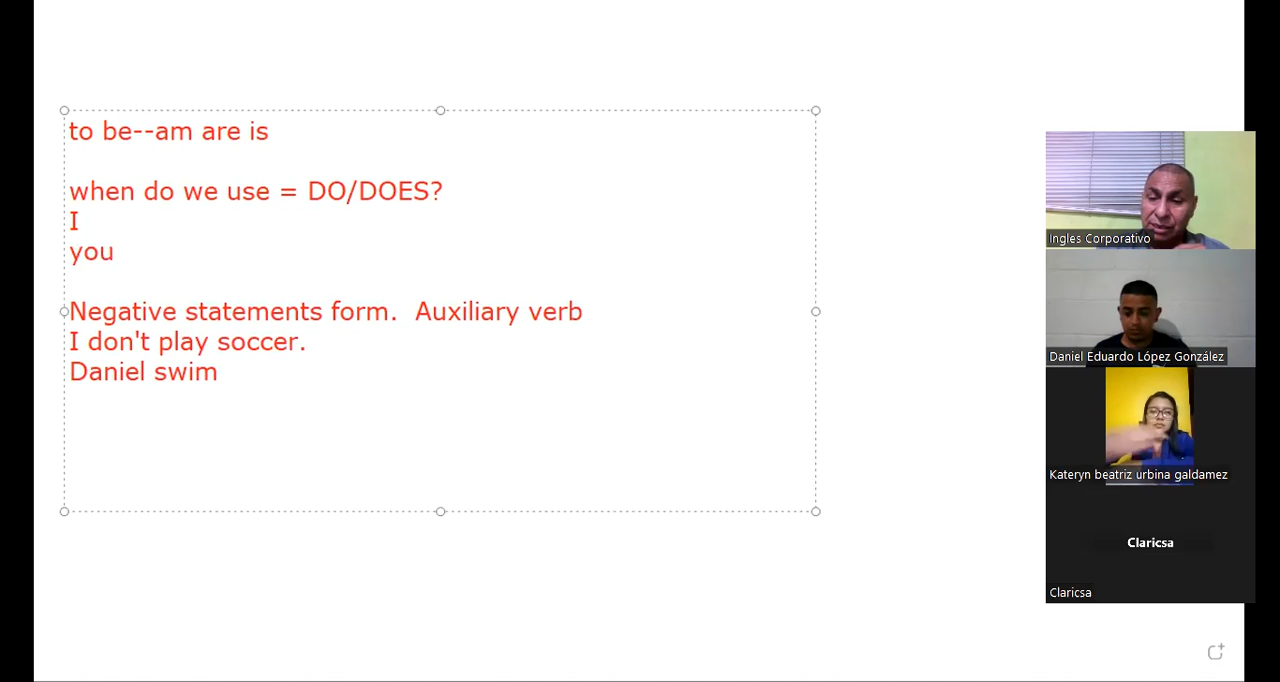 to be--am are is
when do we use = DO/DOES?
I
you
Negative statements form.  Auxiliary verb
I don't play soccer.
Daniel swim
Ingles Corporativo
Daniel Eduardo López González
Kateryn beatriz urbina galdamez
Claricsa
Claricsa